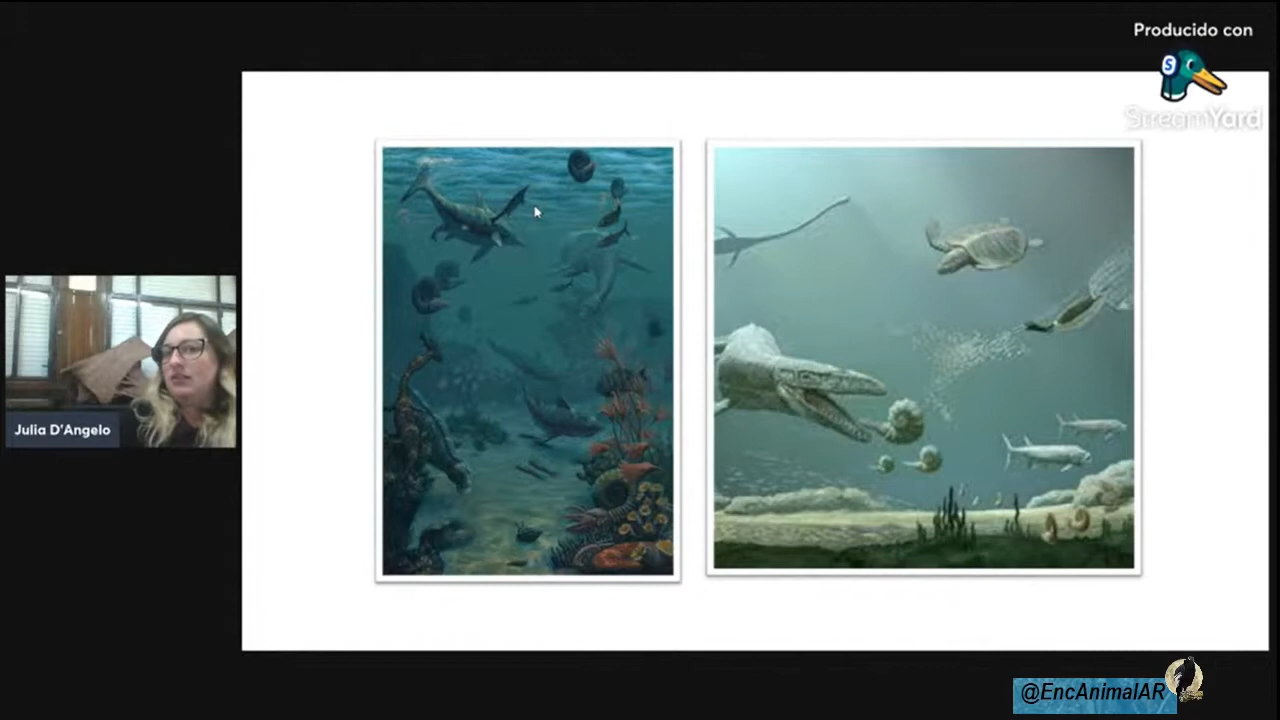 Producido con
S
StreamYard
Julia D'Angelo
@EncAnimalAR